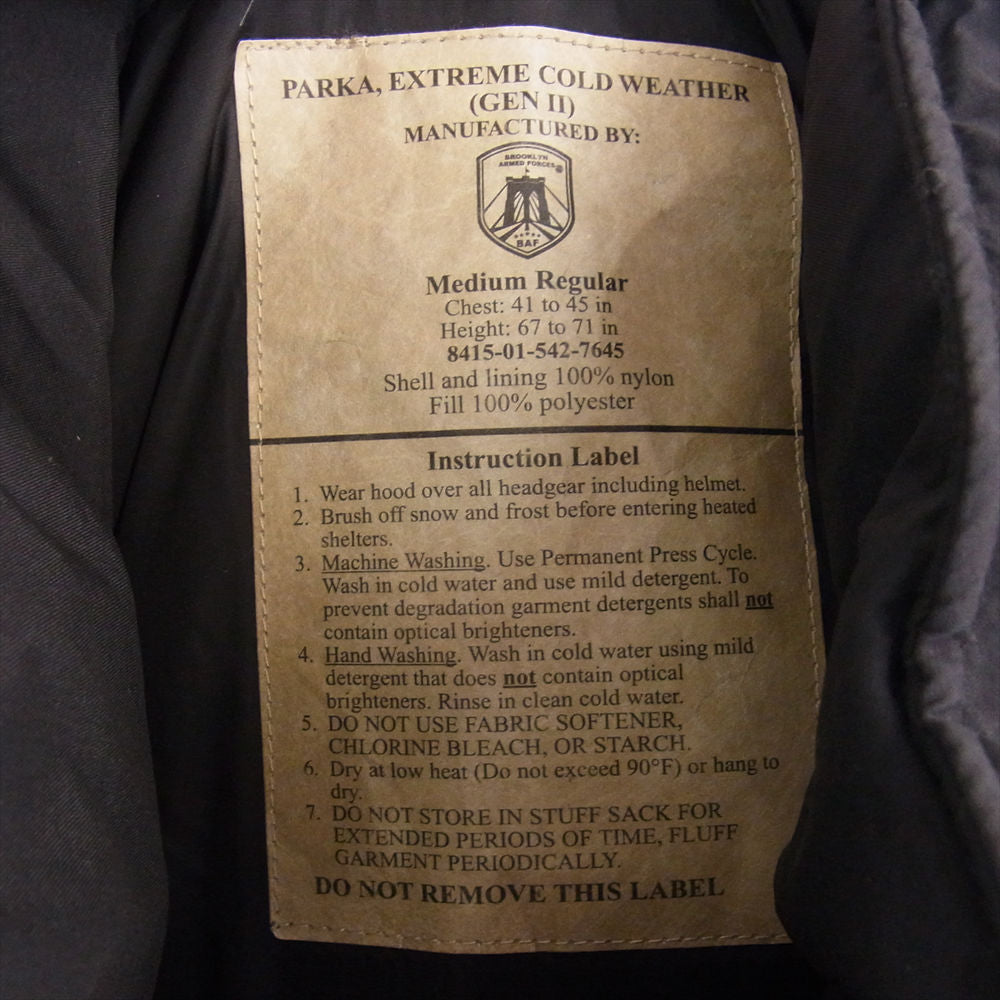 PARKA, EXTREME COLD WEATHER
(GEN II)
MANUFACTURED BY:
BROOKLYN
ARMED FORCES
BAF
Medium Regular
Chest: 41 to 45 in
Height: 67 to 71 in
8415-01-542-7645
Shell and lining 100% nylon
Fill 100% polyester
Instruction Label
1. Wear hood over all headgear including helmet.
2. Brush off snow and frost before entering heated
shelters.
3. Machine Washing. Use Permanent Press Cycle.
Wash in cold water and use mild detergent. To
prevent degradation garment detergents shall not
contain optical brighteners.
4. Hand Washing. Wash in cold water using mild
detergent that does not contain optical
brighteners. Rinse in clean cold water.
5. DO NOT USE FABRIC SOFTENER,
CHLORINE BLEACH, OR STARCH.
6. Dry at low heat (Do not exceed 90°F) or hang to
dry.
7. DO NOT STORE IN STUFF SACK FOR
EXTENDED PERIODS OF TIME, FLUFF
GARMENT PERIODICALLY.
DO NOT REMOVE THIS LABEL